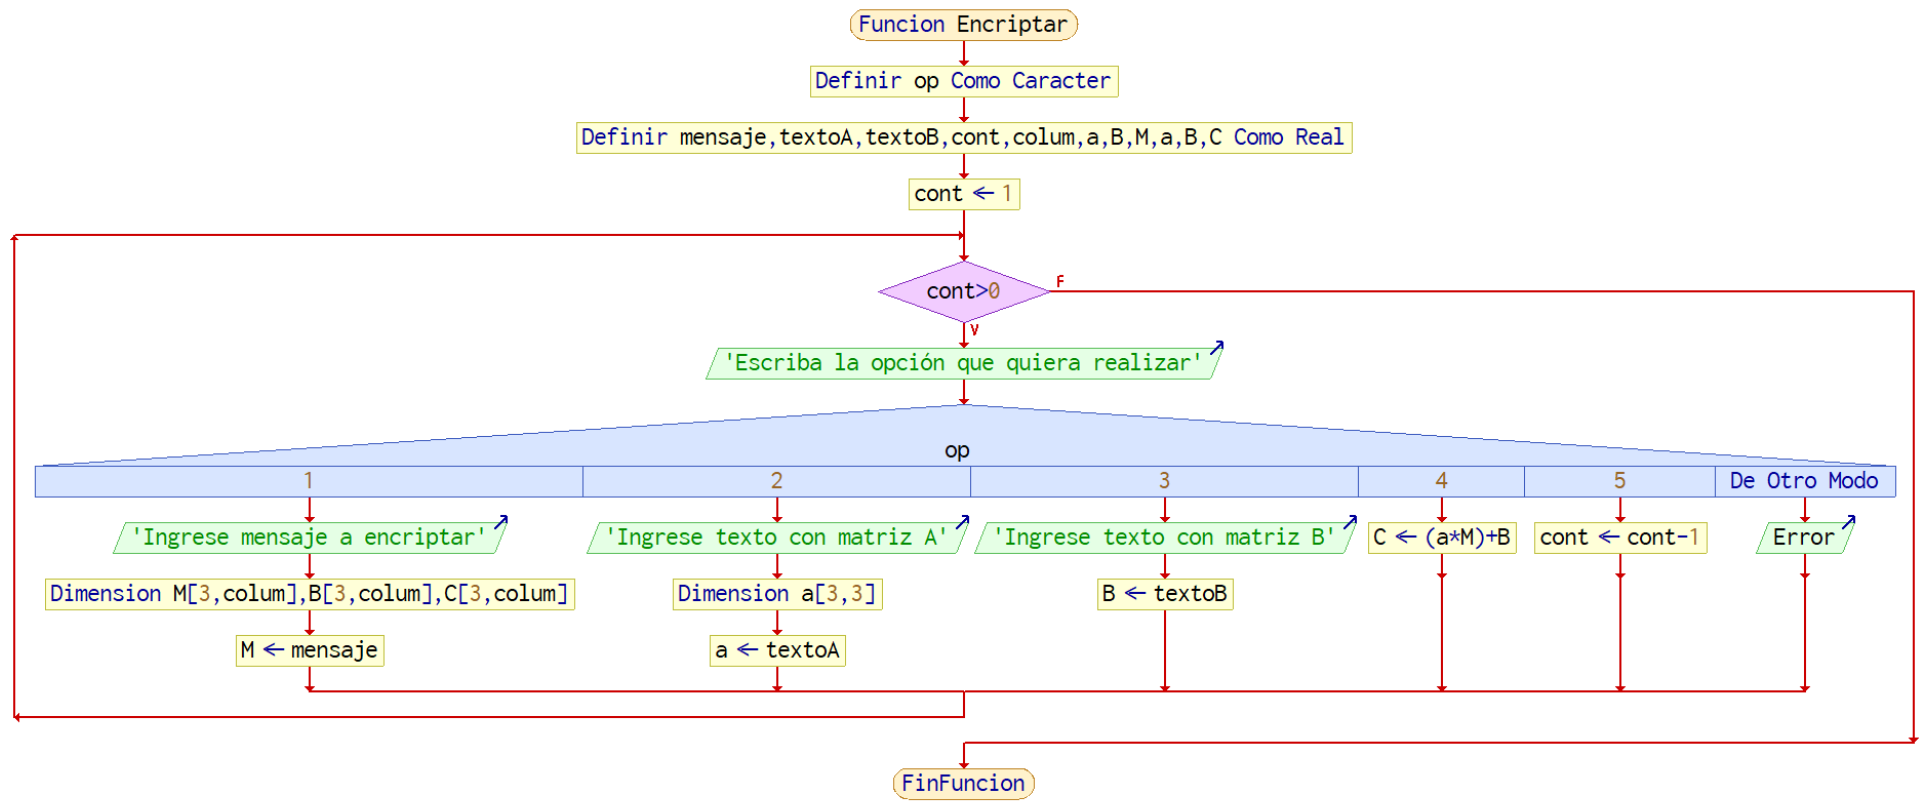 Funcion Encriptar
Definir op Como Caracter
Definir mensaje,textoA,textoB,cont,colum,a,B,M,a,B,C Como Real
cont ← 1
cont>0
F
V
'Escriba la opción que quiera realizar'
op
1 2 3 4 5 De Otro Modo
'Ingrese mensaje a encriptar' 'Ingrese texto con matriz A' 'Ingrese texto con matriz B' C ← (a*M)+B cont ← cont-1 Error
Dimension M[3,colum],B[3,colum],C[3,colum] Dimension a[3,3] B ← textoB
M ← mensaje a ← textoA
FinFuncion